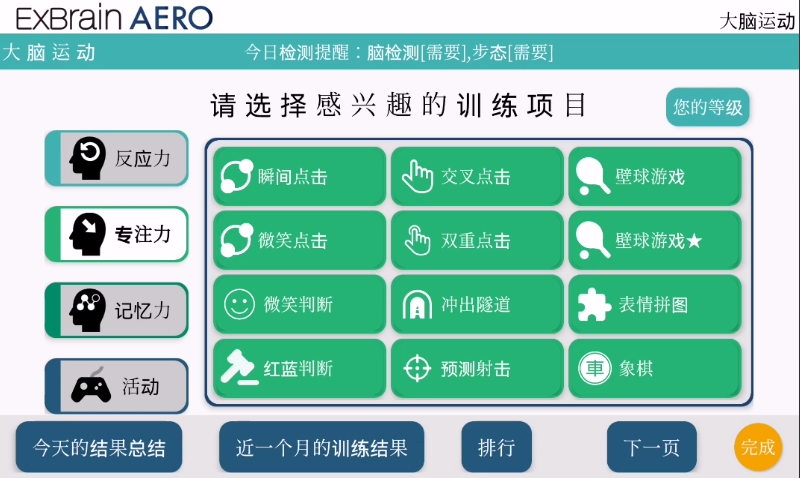 ExBrain AERO
大脑运动
大脑运动
今日检测提醒：脑检测[需要],步态[需要]
请选择感兴趣的训练项目
您的等级
反应力
专注力
记忆力
活动
瞬间点击
交叉点击
壁球游戏
微笑点击
双重点击
壁球游戏★
微笑判断
冲出隧道
表情拼图
红蓝判断
预测射击
車
象棋
今天的结果总结
近一个月的训练结果
排行
下一页
完成